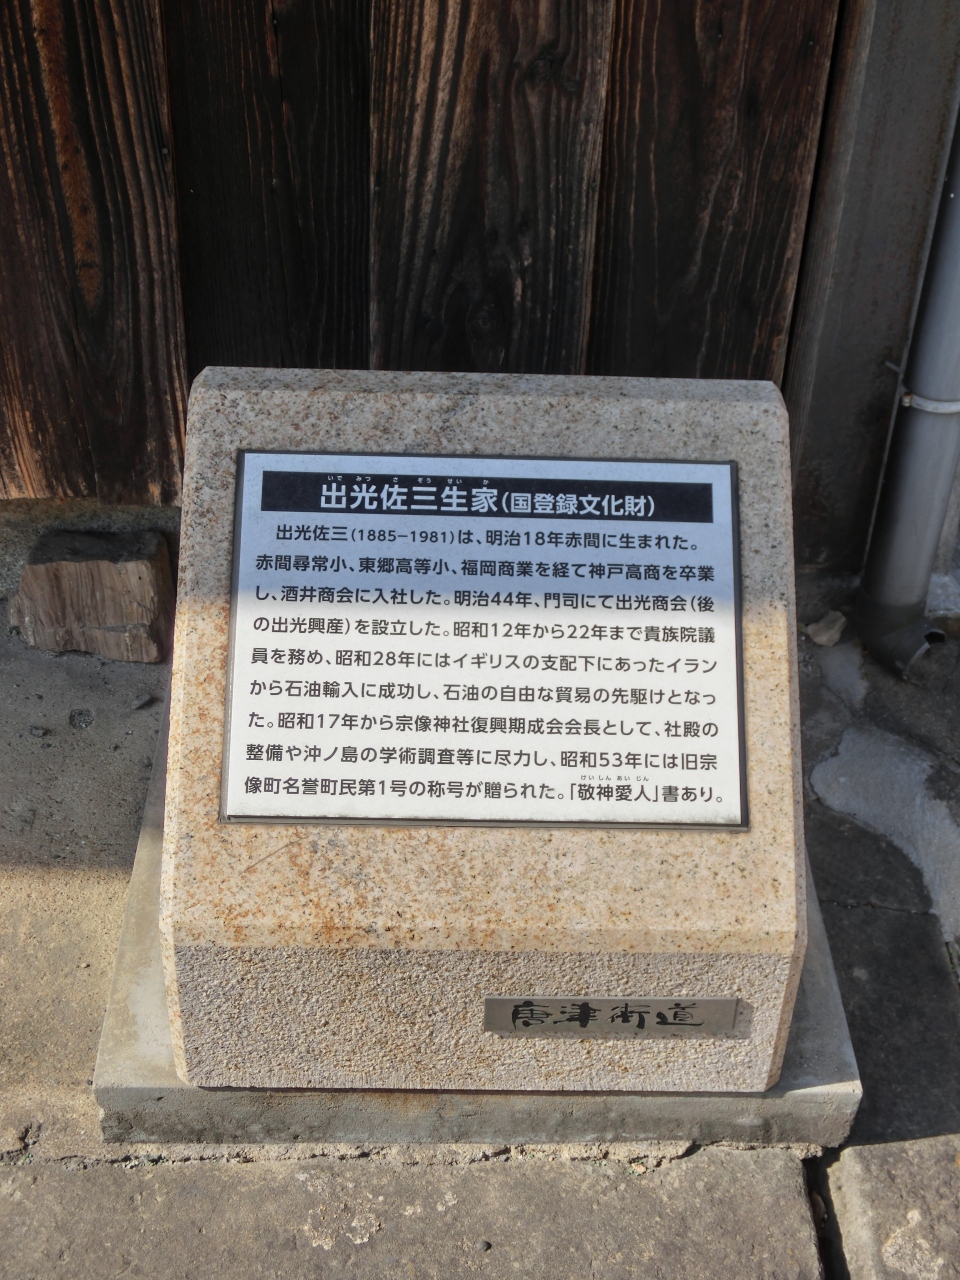 いで みつ さ ぞう せい か
出光佐三生家(国登録文化財)
出光佐三(1885−1981)は、明治18年赤間に生まれた。
赤間尋常小、東郷高等小、福岡商業を経て神戸高商を卒業
し、酒井商会に入社した。明治44年、門司にて出光商会(後
の出光興産)を設立した。昭和12年から22年まで貴族院議
員を務め、昭和28年にはイギリスの支配下にあったイラン
から石油輸入に成功し、石油の自由な貿易の先駆けとなっ
た。昭和17年から宗像神社復興期成会会長として、社殿の
整備や沖ノ島の学術調査等に尽力し、昭和53年には旧宗
けい しん あい じん
像町名誉町民第1号の称号が贈られた。「敬神愛人」書あり。
唐津街道